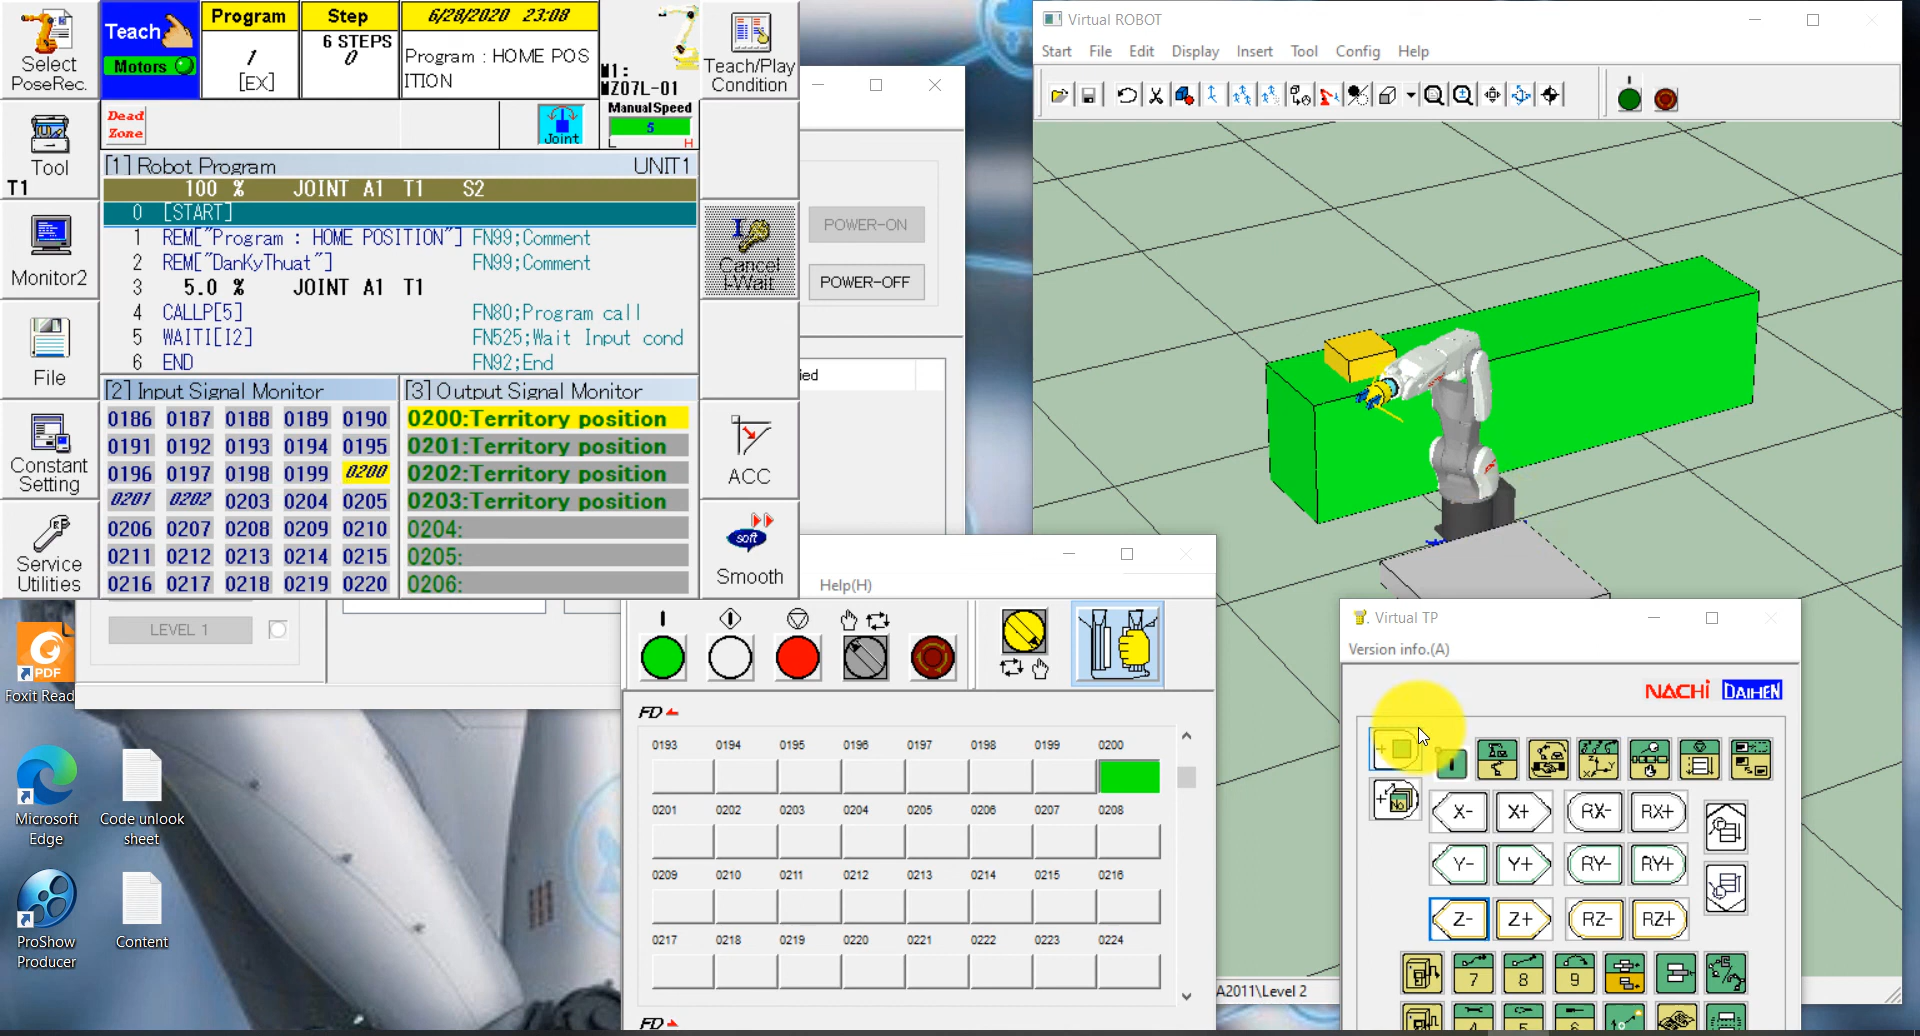 Select
PoseRec.
Teach
Motors
Program
1
[EX]
Step
6 STEPS
0
6/28/2020 23:08
Program : HOME POS
ITION
W1:
MZ07L-01
Teach/Play
Condition
Dead
Zone
Joint
Manual Speed
5
L H
Tool
T1
Monitor2
File
Constant
Setting
Service
Utilities
[1] Robot Program UNIT1
100 % JOINT A1 T1 S2
0 [START]
1 REM["Program : HOME POSITION"] FN99;Comment
2 REM["DanKyThuat"] FN99;Comment
3 5.0 % JOINT A1 T1
4 CALLP[5] FN80;Program call
5 WAITI[I2] FN525;Wait Input cond
6 END FN92;End
[2] Input Signal Monitor
0186 0187 0188 0189 0190
0191 0192 0193 0194 0195
0196 0197 0198 0199 0200
0201 0202 0203 0204 0205
0206 0207 0208 0209 0210
0211 0212 0213 0214 0215
0216 0217 0218 0219 0220
[3] Output Signal Monitor
0200:Territory position
0201:Territory position
0202:Territory position
0203:Territory position
0204:
0205:
0206:
Cancel
I-Wait
ACC
soft
Smooth
POWER-ON
POWER-OFF
ied
LEVEL 1
Help(H)
FD
0193 0194 0195 0196 0197 0198 0199 0200
0201 0202 0203 0204 0205 0206 0207 0208
0209 0210 0211 0212 0213 0214 0215 0216
0217 0218 0219 0220 0221 0222 0223 0224
FD
Virtual ROBOT
Start File Edit Display Insert Tool Config Help
A2011\Level 2
Virtual TP
Version info.(A)
NACHI DAIHEN
No
X- X+ RX- RX+
Y- Y+ RY- RY+
Z- Z+ RZ- RZ+
7 8 9
4 5 6
PDF
Foxit Read
Microsoft
Edge
Code unlook
sheet
ProShow
Producer
Content